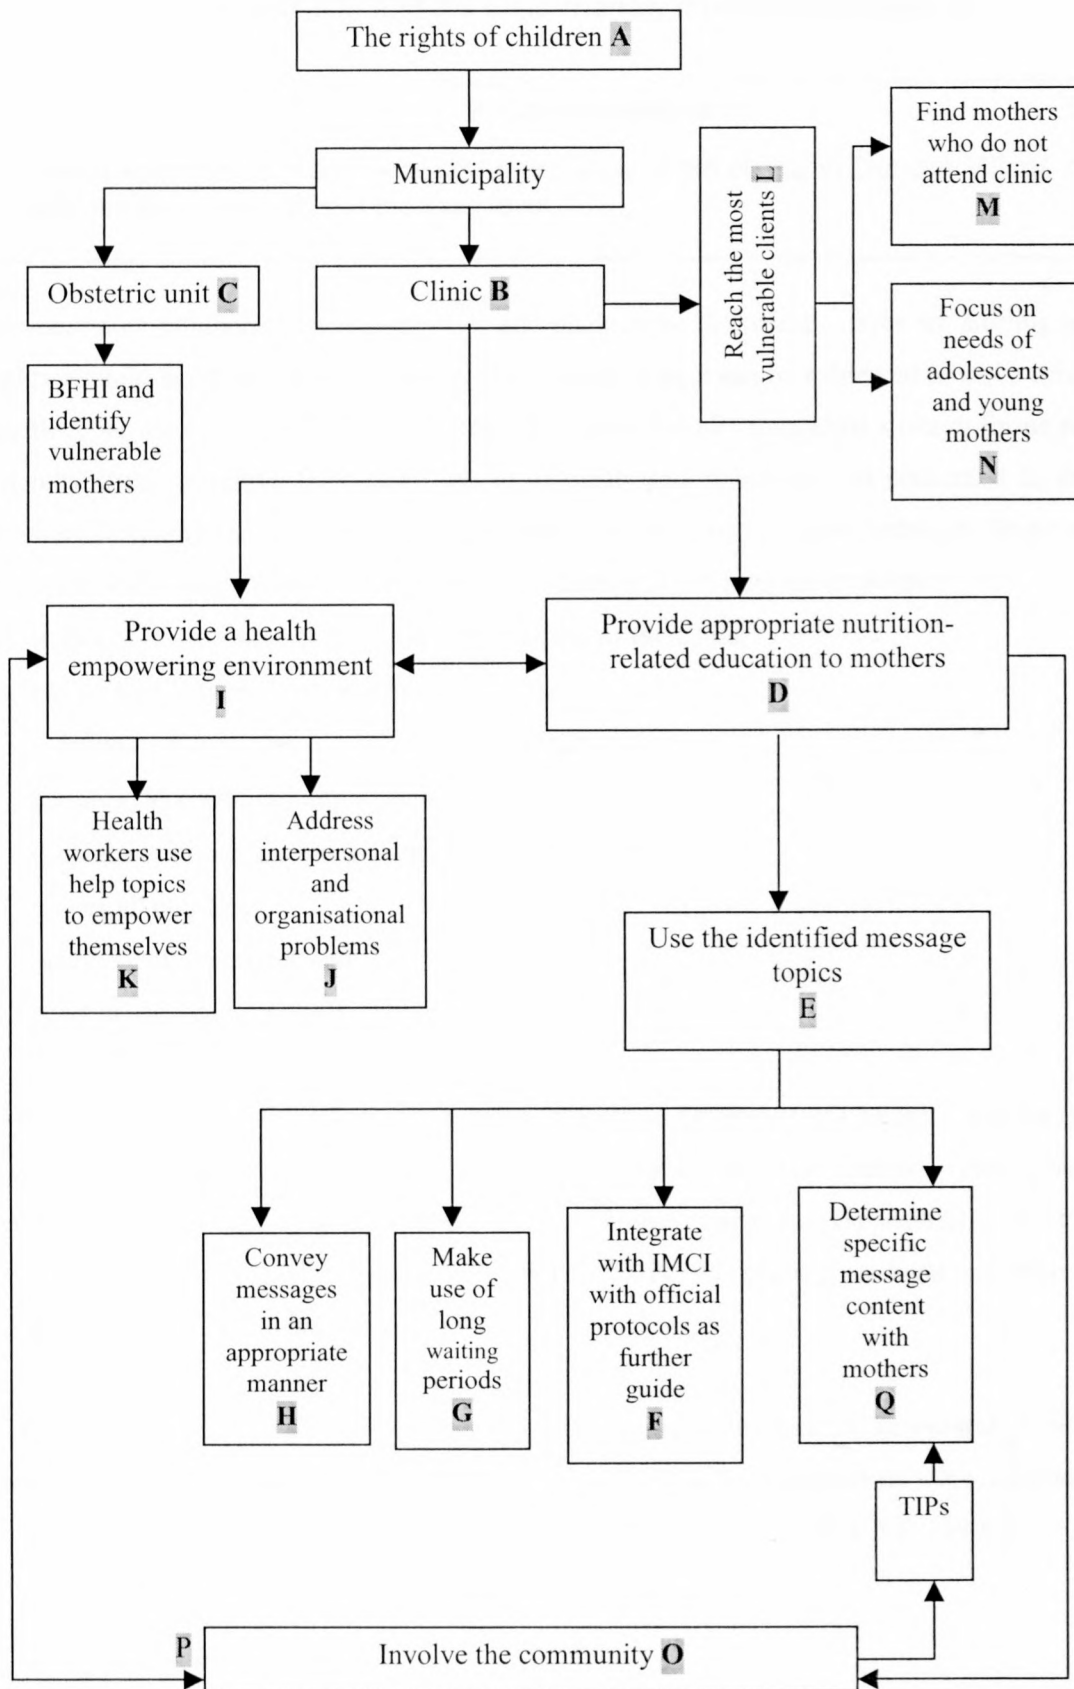 The rights of children A
Municipality
Obstetric unit C
Clinic B
Reach the most
vulnerable clients L
Find mothers
who do not
attend clinic
M
Focus on
needs of
adolescents
and young
mothers
N
BFHI and
identify
vulnerable
mothers
Provide a health
empowering environment
I
Provide appropriate nutrition-
related education to mothers
D
Health
workers use
help topics
to empower
themselves
K
Address
interpersonal
and
organisational
problems
J
Use the identified message
topics
E
Convey
messages
in an
appropriate
manner
H
Make
use of
long
waiting
periods
G
Integrate
with IMCI
with official
protocols as
further
guide
F
Determine
specific
message
content
with
mothers
Q
TIPs
P
Involve the community O